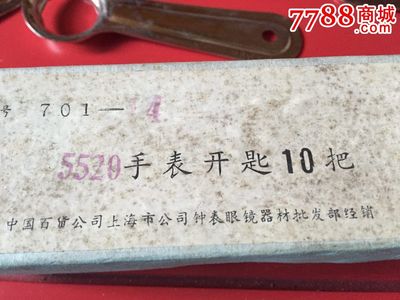 7788商城
号 701—4
5520手表开匙10把
中国百货公司上海市公司钟表眼镜器材批发部经销